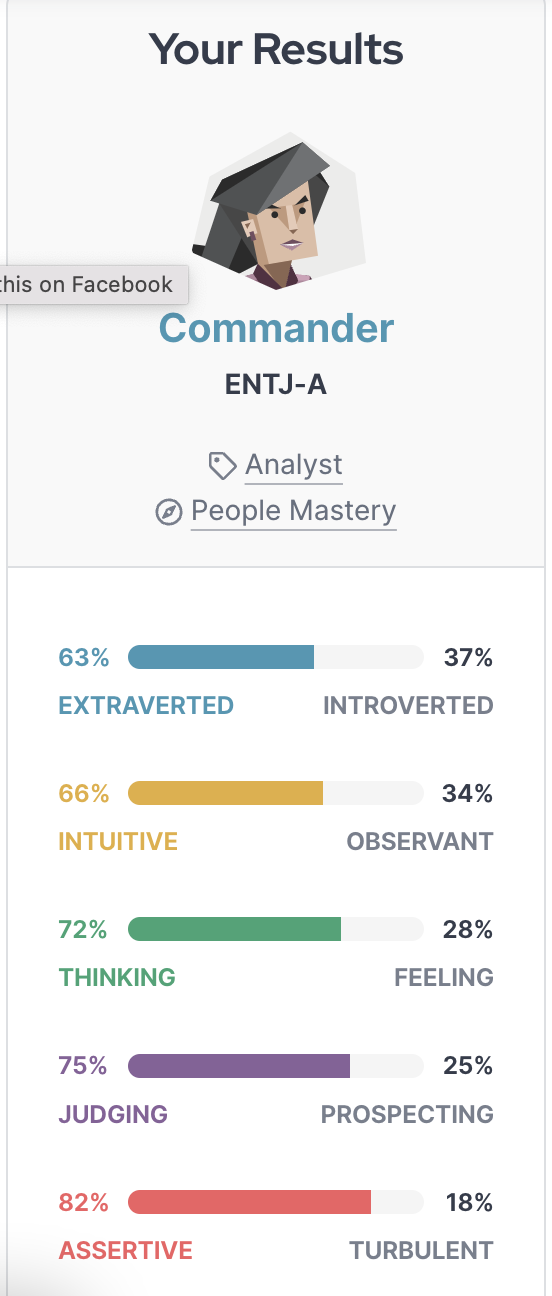 Your Results
this on Facebook
Commander
ENTJ-A
Analyst
People Mastery
63% 37%
EXTRAVERTED INTROVERTED
66% 34%
INTUITIVE OBSERVANT
72% 28%
THINKING FEELING
75% 25%
JUDGING PROSPECTING
82% 18%
ASSERTIVE TURBULENT